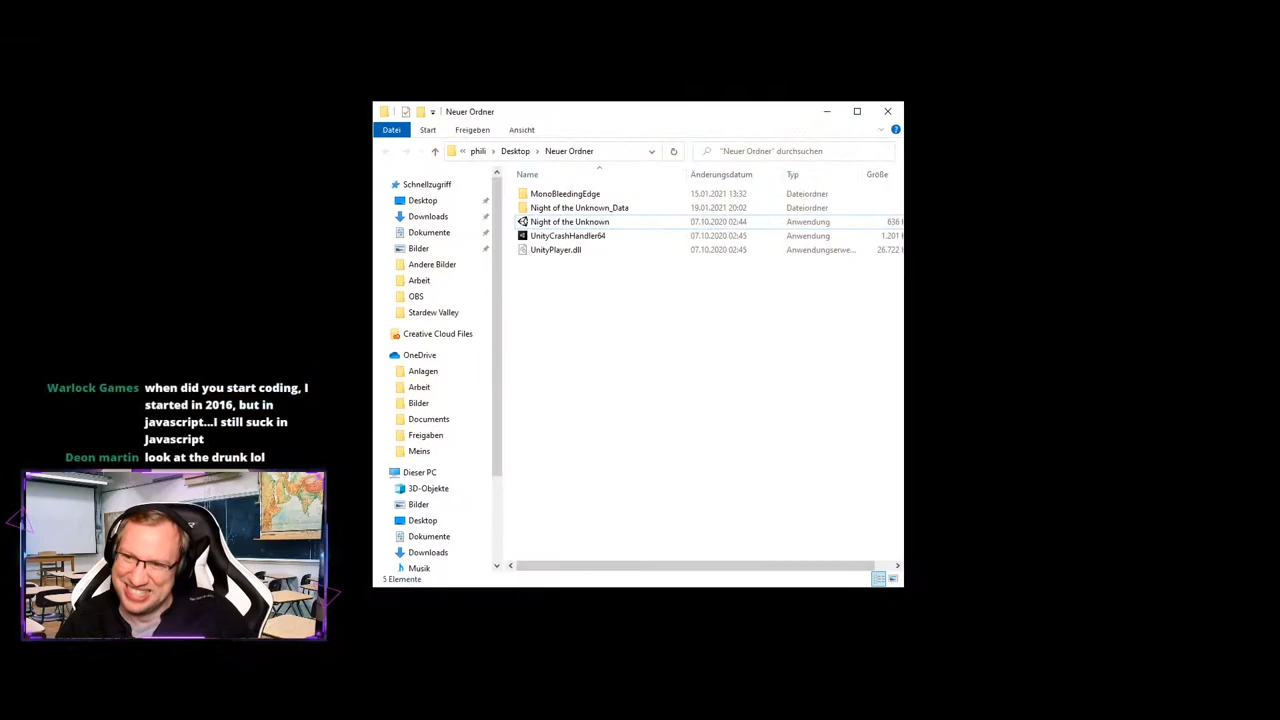 Neuer Ordner
Datei Start Freigeben Ansicht
« phili > Desktop > Neuer Ordner
"Neuer Ordner" durchsuchen
Name Änderungsdatum Typ Größe
MonoBleedingEdge 15.01.2021 13:32 Dateiordner
Night of the Unknown_Data 19.01.2021 20:02 Dateiordner
Night of the Unknown 07.10.2020 02:44 Anwendung 636 K
UnityCrashHandler64 07.10.2020 02:45 Anwendung 1.201 K
UnityPlayer.dll 07.10.2020 02:45 Anwendungserwe... 26.722 K
Schnellzugriff
Desktop
Downloads
Dokumente
Bilder
Andere Bilder
Arbeit
OBS
Stardew Valley
Creative Cloud Files
OneDrive
Anlagen
Arbeit
Bilder
Documents
Freigaben
Meins
Dieser PC
3D-Objekte
Bilder
Desktop
Dokumente
Downloads
Musik
5 Elemente
Warlock Games when did you start coding, I
started in 2016, but in
javascript...I still suck in
Javascript
Deon martin look at the drunk lol